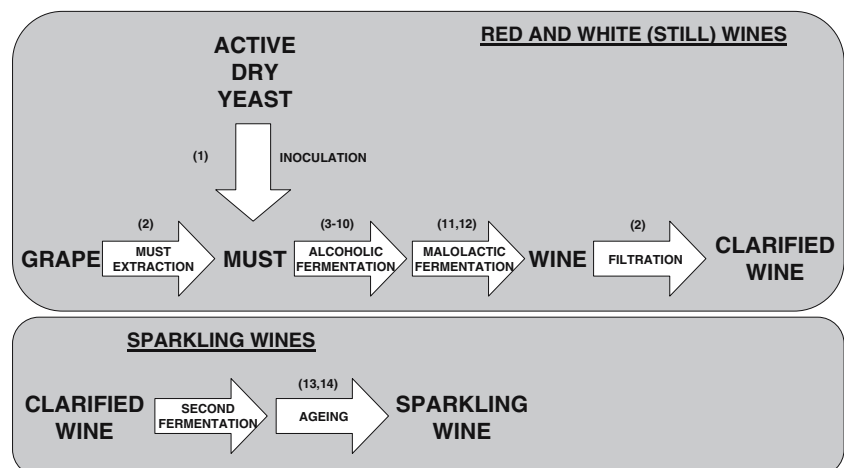 RED AND WHITE (STILL) WINES
ACTIVE
DRY
YEAST
(1)
INOCULATION
(2)
(3-10)
(11,12)
(2)
GRAPE
MUST
EXTRACTION
MUST
ALCOHOLIC
FERMENTATION
MALOLACTIC
FERMENTATION
WINE
FILTRATION
CLARIFIED
WINE
SPARKLING WINES
(13,14)
CLARIFIED
WINE
SECOND
FERMENTATION
AGEING
SPARKLING
WINE